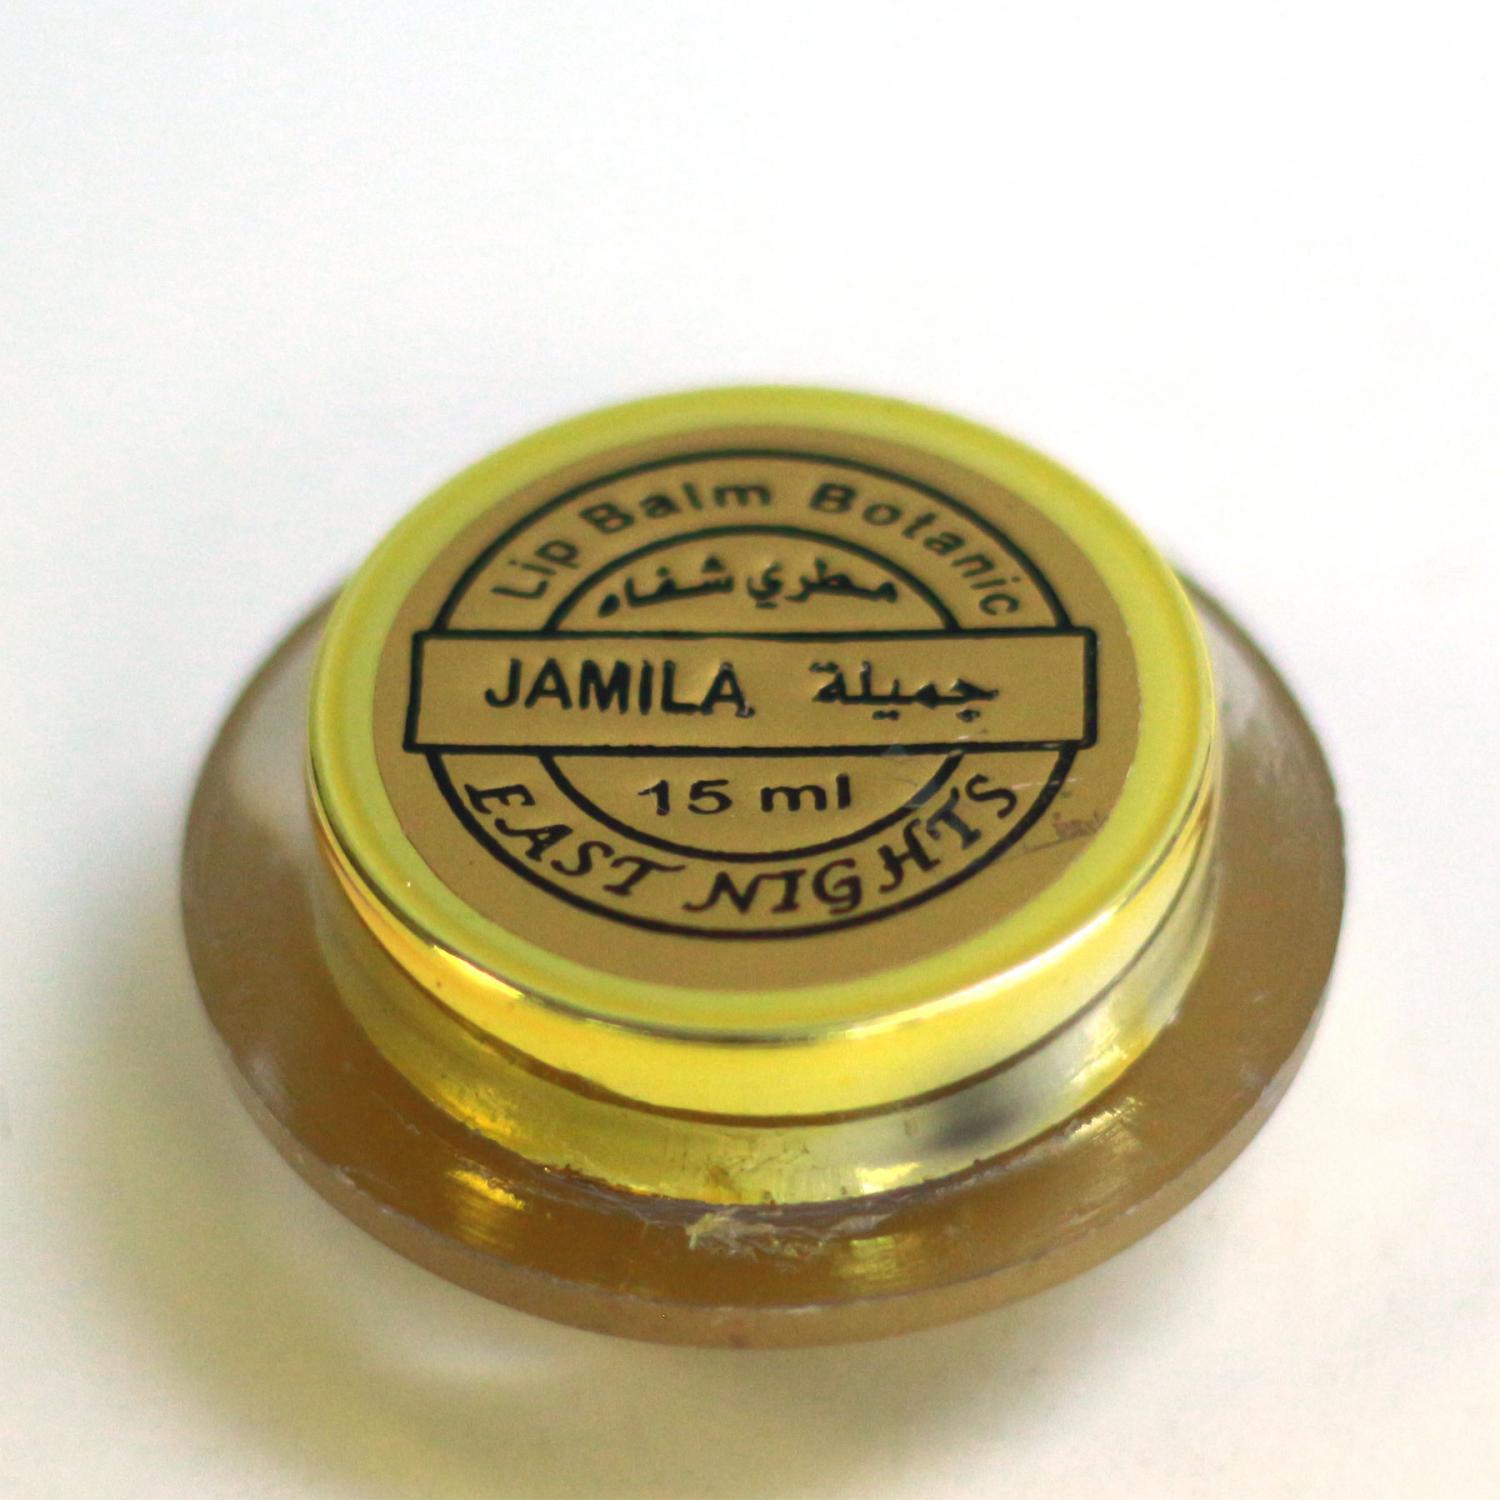 Lip Balm Botanic
مطري شفاه
JAMILA جميلة
15 ml
EAST NIGHTS